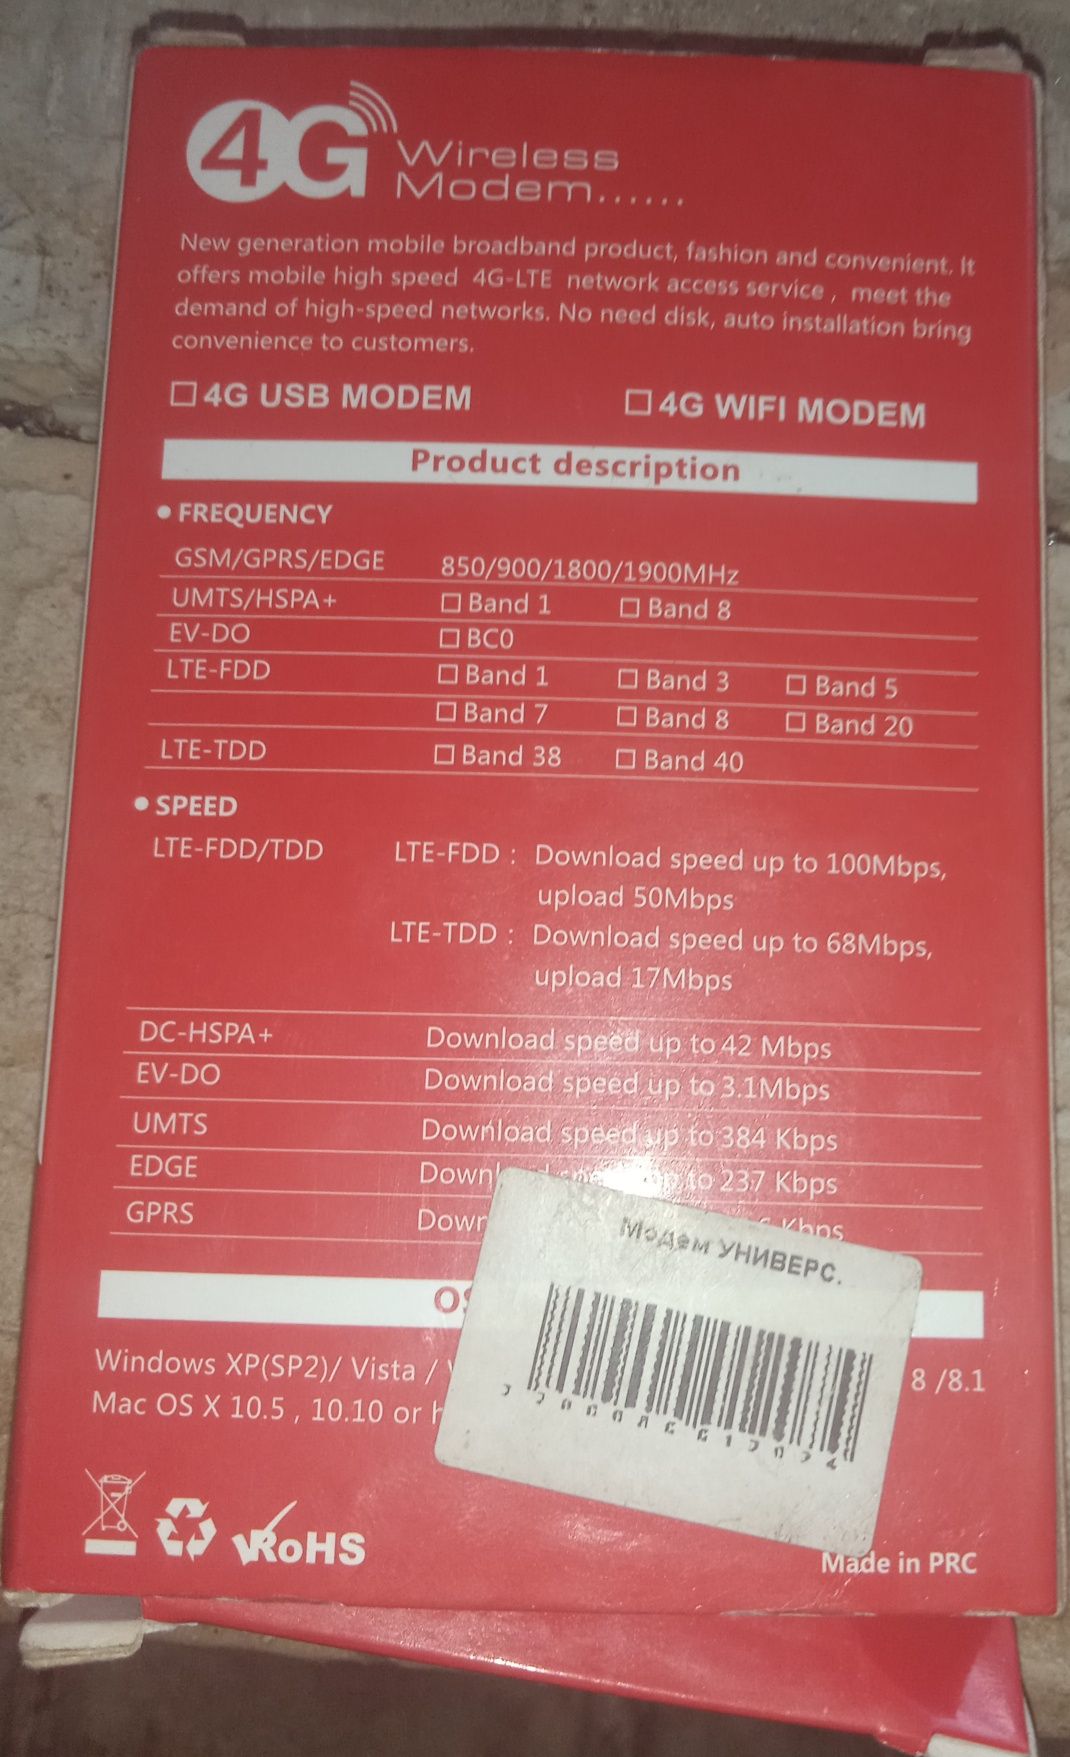 4G Wireless
Modem......
New generation mobile broadband product, fashion and convenient. It
offers mobile high speed 4G-LTE network access service , meet the
demand of high-speed networks. No need disk, auto installation bring
convenience to customers.
☐ 4G USB MODEM ☐ 4G WIFI MODEM
Product description
• FREQUENCY
GSM/GPRS/EDGE 850/900/1800/1900MHz
UMTS/HSPA+ ☐ Band 1 ☐ Band 8
EV-DO ☐ BC0
LTE-FDD ☐ Band 1 ☐ Band 3 ☐ Band 5
☐ Band 7 ☐ Band 8 ☐ Band 20
LTE-TDD ☐ Band 38 ☐ Band 40
• SPEED
LTE-FDD/TDD LTE-FDD : Download speed up to 100Mbps,
upload 50Mbps
LTE-TDD : Download speed up to 68Mbps,
upload 17Mbps
DC-HSPA+ Download speed up to 42 Mbps
EV-DO Download speed up to 3.1Mbps
UMTS Download speed up to 384 Kbps
EDGE Download speed up to 237 Kbps
GPRS Kbps
Модем УНИВЕРС.
Windows XP(SP2)/ Vista / 8 /8.1
Mac OS X 10.5 , 10.10 or
RoHS
Made in PRC